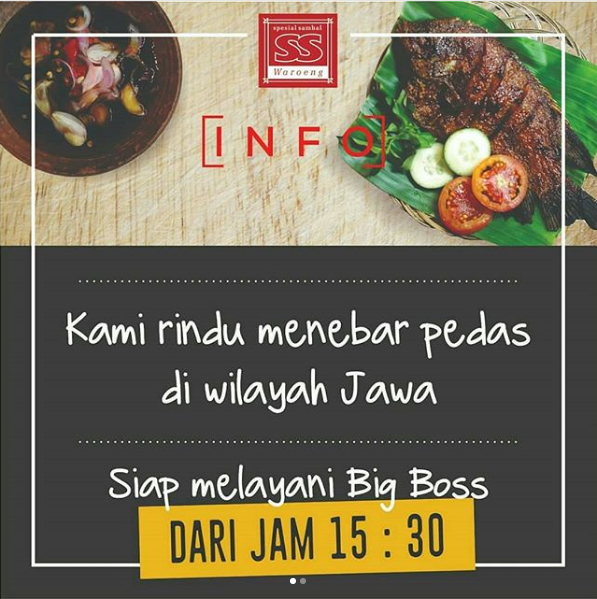 spesial sambal
SS
Waroeng
[INFO]
Kami rindu menebar pedas
di wilayah Jawa
Siap melayani Big Boss
DARI JAM 15 : 30